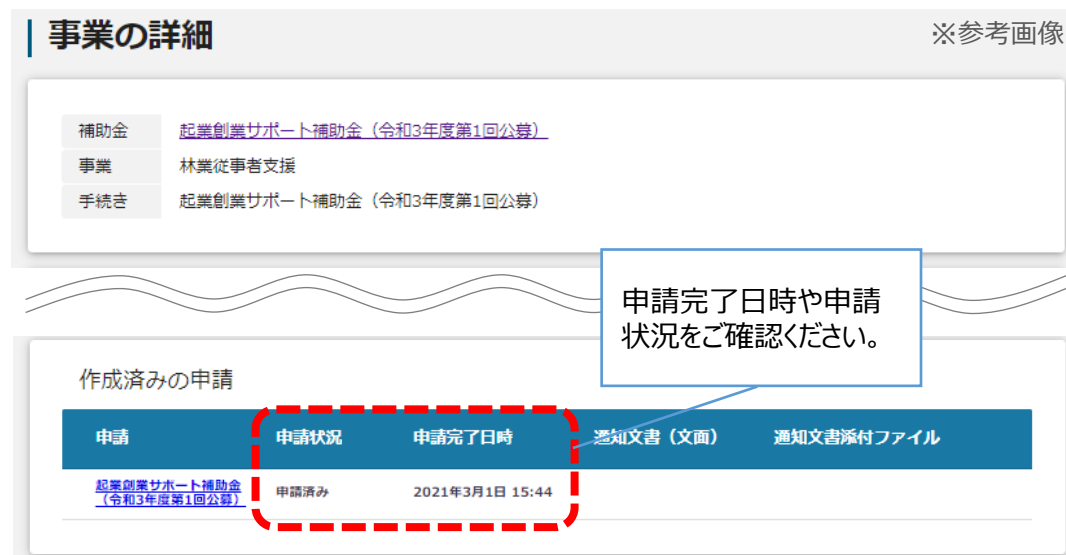 事業の詳細
※参考画像
補助金 起業創業サポート補助金（令和3年度第1回公募）
事業 林業従事者支援
手続き 起業創業サポート補助金（令和3年度第1回公募）
申請完了日時や申請
状況をご確認ください。
作成済みの申請
申請 申請状況 申請完了日時 通知文書（文面） 通知文書添付ファイル
起業創業サポート補助金
（令和3年度第1回公募） 申請済み 2021年3月1日 15:44